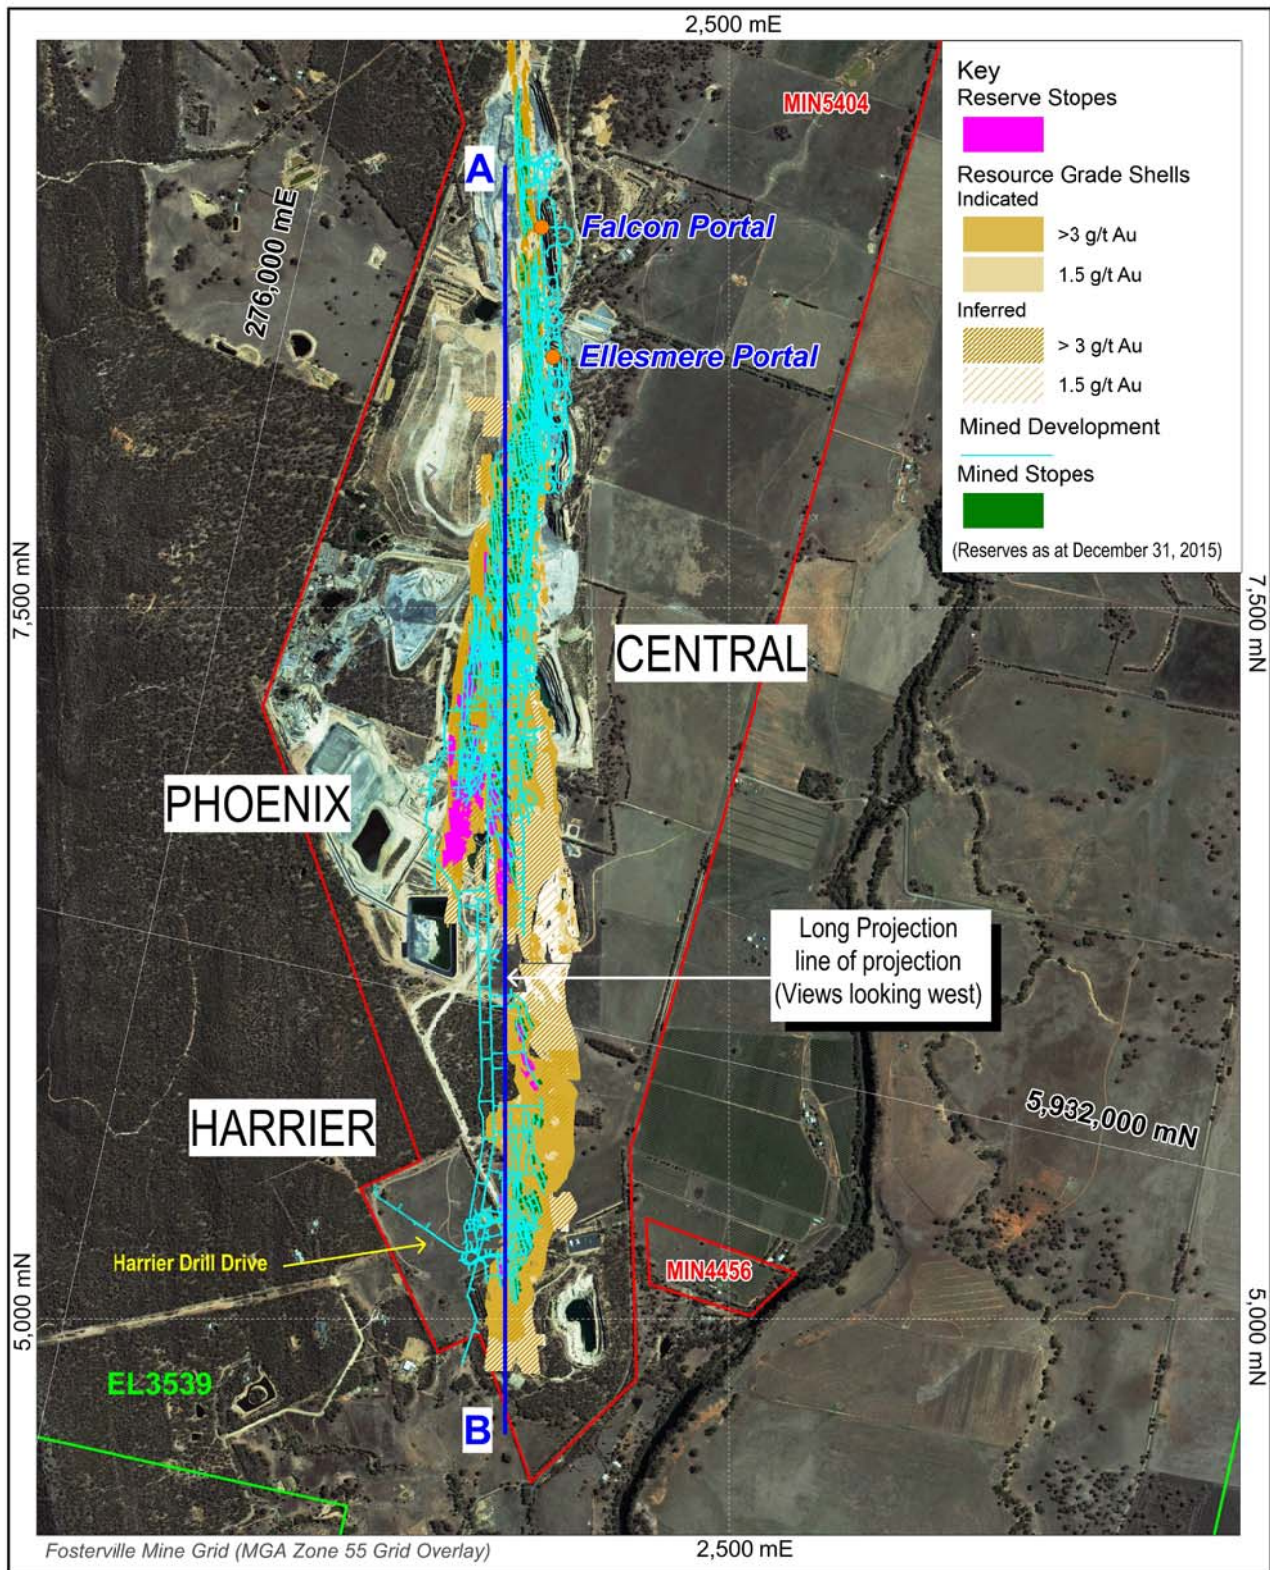 2,500 mE
MIN5404
Key
Reserve Stopes
Resource Grade Shells
Indicated
>3 g/t Au
1.5 g/t Au
Inferred
> 3 g/t Au
1.5 g/t Au
Mined Development
Mined Stopes
(Reserves as at December 31, 2015)
A
Falcon Portal
276,000 mE
Ellesmere Portal
7,500 mN
7,500 mN
CENTRAL
PHOENIX
Long Projection
line of projection
(Views looking west)
HARRIER
5,932,000 mN
Harrier Drill Drive
MIN4456
5,000 mN
5,000 mN
EL3539
B
Fosterville Mine Grid (MGA Zone 55 Grid Overlay)
2,500 mE